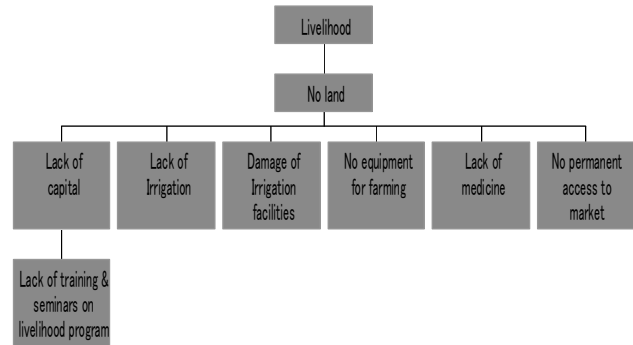 Livelihood
No land
Lack of
capital
Lack of
Irrigation
Damage of
Irrigation
facilities
No equipment
for farming
Lack of
medicine
No permanent
access to
market
Lack of training &
seminars on
livelihood program